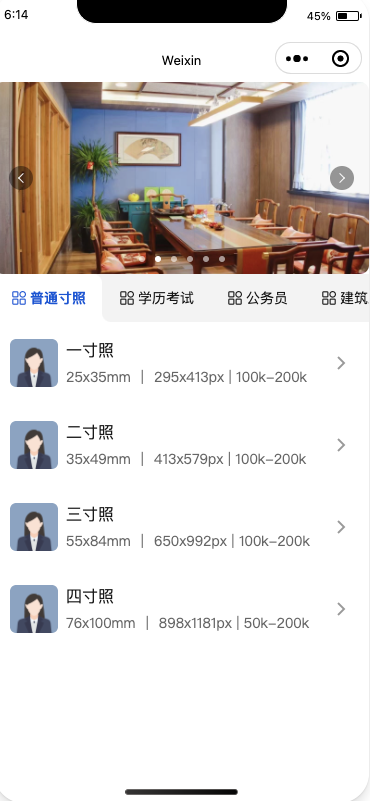 6:14
45%
Weixin
普通寸照
学历考试
公务员
建筑
一寸照
25x35mm | 295x413px | 100k-200k
二寸照
35x49mm | 413x579px | 100k-200k
三寸照
55x84mm | 650x992px | 100k-200k
四寸照
76x100mm | 898x1181px | 50k-200k